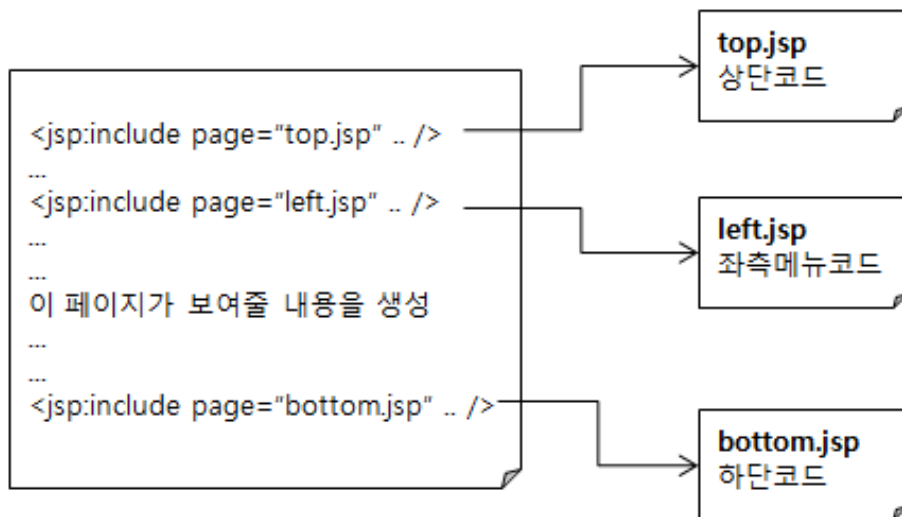 <jsp:include page="top.jsp" .. />
...
<jsp:include page="left.jsp" .. />
...
...
이 페이지가 보여줄 내용을 생성
...
...
<jsp:include page="bottom.jsp" .. />
top.jsp
상단코드
left.jsp
좌측메뉴코드
bottom.jsp
하단코드